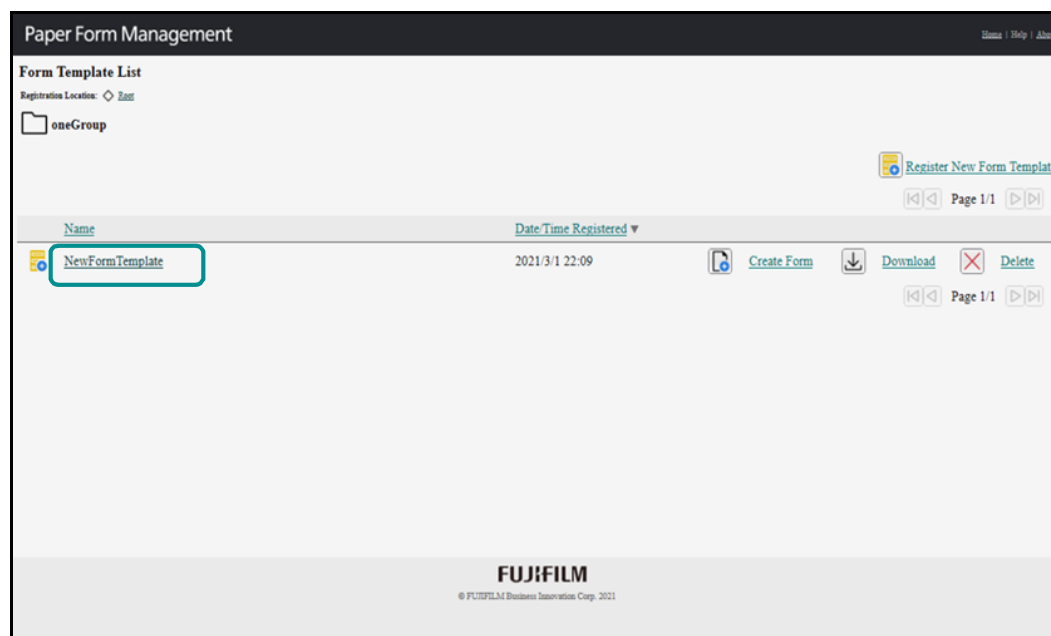 Paper Form Management
Home | Help | Abou
Form Template List
Registration Location: Root
oneGroup
Register New Form Templat
Page 1/1
Name Date/Time Registered ▼
NewFormTemplate 2021/3/1 22:09 Create Form Download Delete
Page 1/1
FUJIFILM
© FUJIFILM Business Innovation Corp. 2021